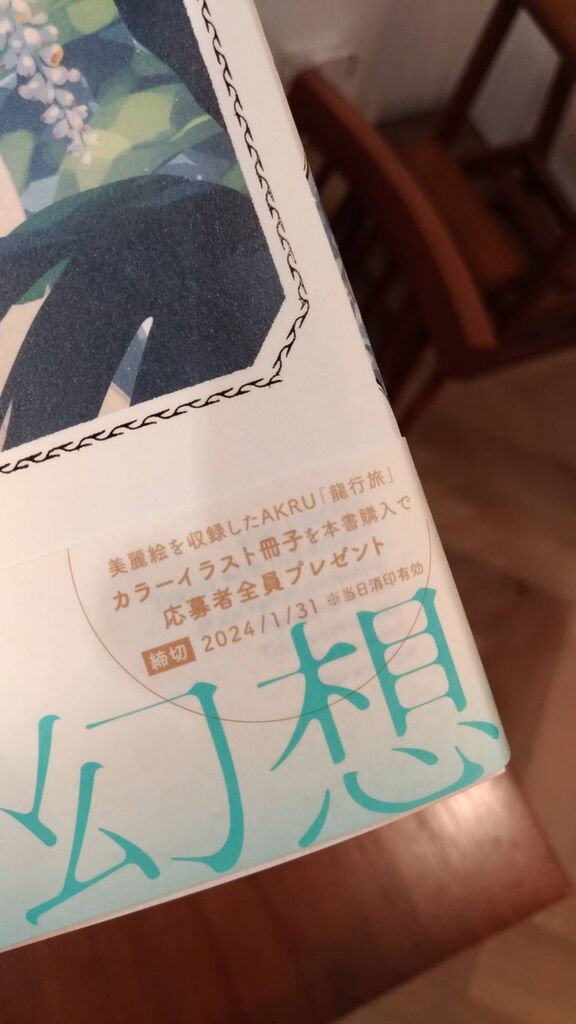 美麗絵を収録したAKRU「龍行旅」
カラーイラスト冊子を本書購入で
応募者全員プレゼント
締切 2024/1/31 ※当日消印有効
幻想